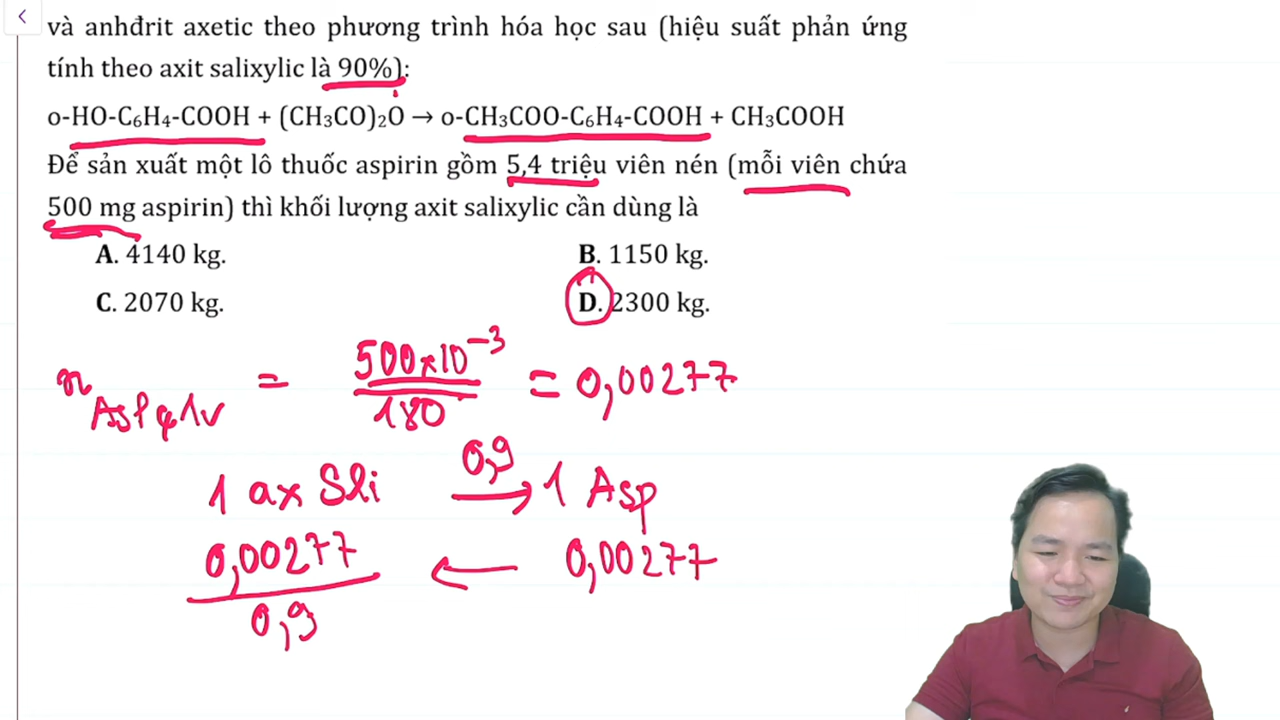 và anhđrit axetic theo phương trình hóa học sau (hiệu suất phản ứng
tính theo axit salixylic là 90%):
o-HO-C₆H₄-COOH + (CH₃CO)₂O → o-CH₃COO-C₆H₄-COOH + CH₃COOH
Để sản xuất một lô thuốc aspirin gồm 5,4 triệu viên nén (mỗi viên chứa
500 mg aspirin) thì khối lượng axit salixylic cần dùng là
A. 4140 kg. B. 1150 kg.
C. 2070 kg. D. 2300 kg.
500×10⁻³
n = = 0,00277
180
0,9
1 ax Sli → 1 Asp
0,00277 ← 0,00277
0,9